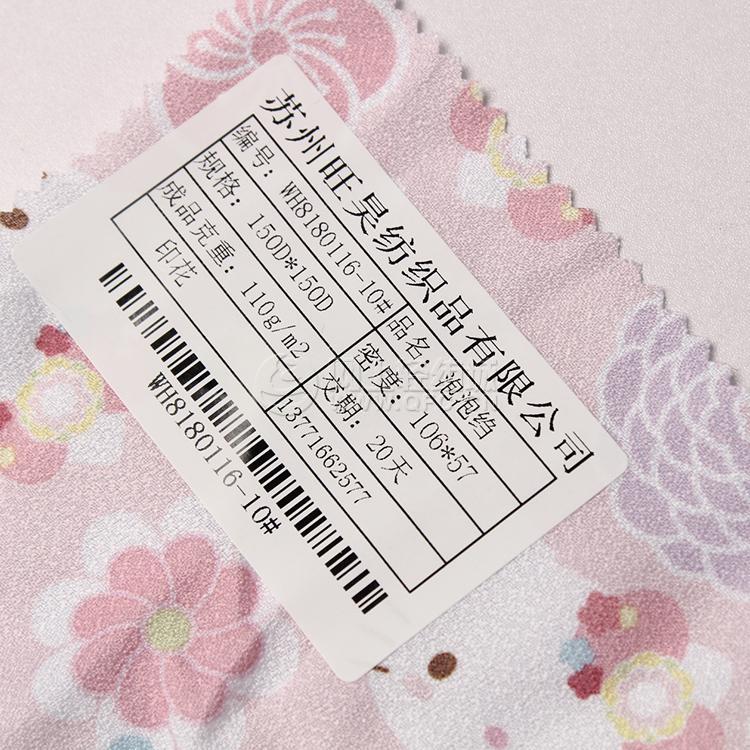 苏州旺昊纺织品有限公司
编号: WH8180116-10# 品名: 泡泡绉
规格: 150D*150D 密度: 106*57
成品克重: 110g/m2 交期: 20天
印花 13771662577
WH8180116-10#